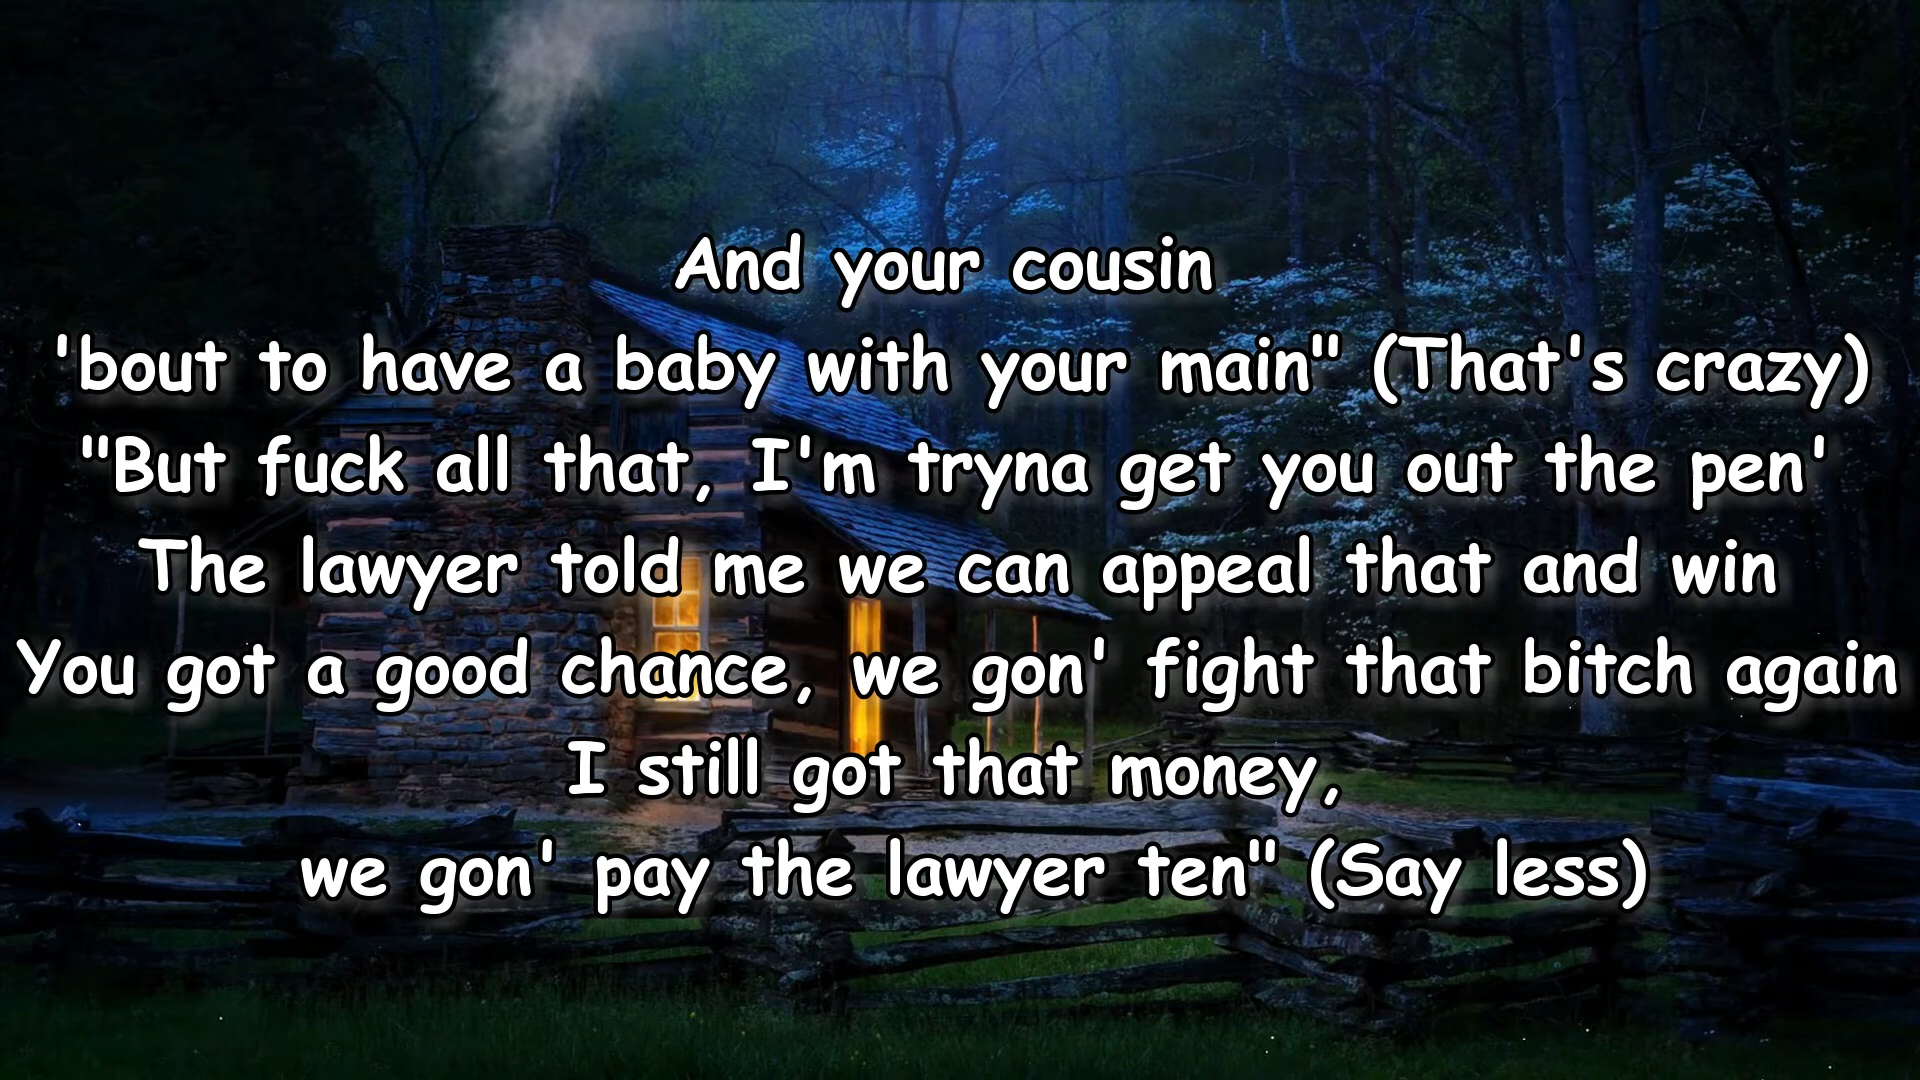 And your cousin
'bout to have a baby with your main" (That's crazy)
"But fuck all that, I'm tryna get you out the pen'
The lawyer told me we can appeal that and win
You got a good chance, we gon' fight that bitch again
I still got that money,
we gon' pay the lawyer ten" (Say less)